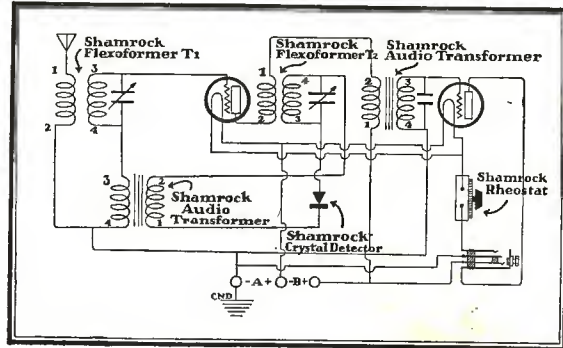 Shamrock
Flexoformer T1
Shamrock
Flexoformer T2
Shamrock
Audio Transformer
1
3
2
4
1
4
2
3
2
3
1
4
3
2
4
1
Shamrock
Audio
Transformer
Shamrock
Crystal Detector
Shamrock
Rheostat
-A+
-B+
GND